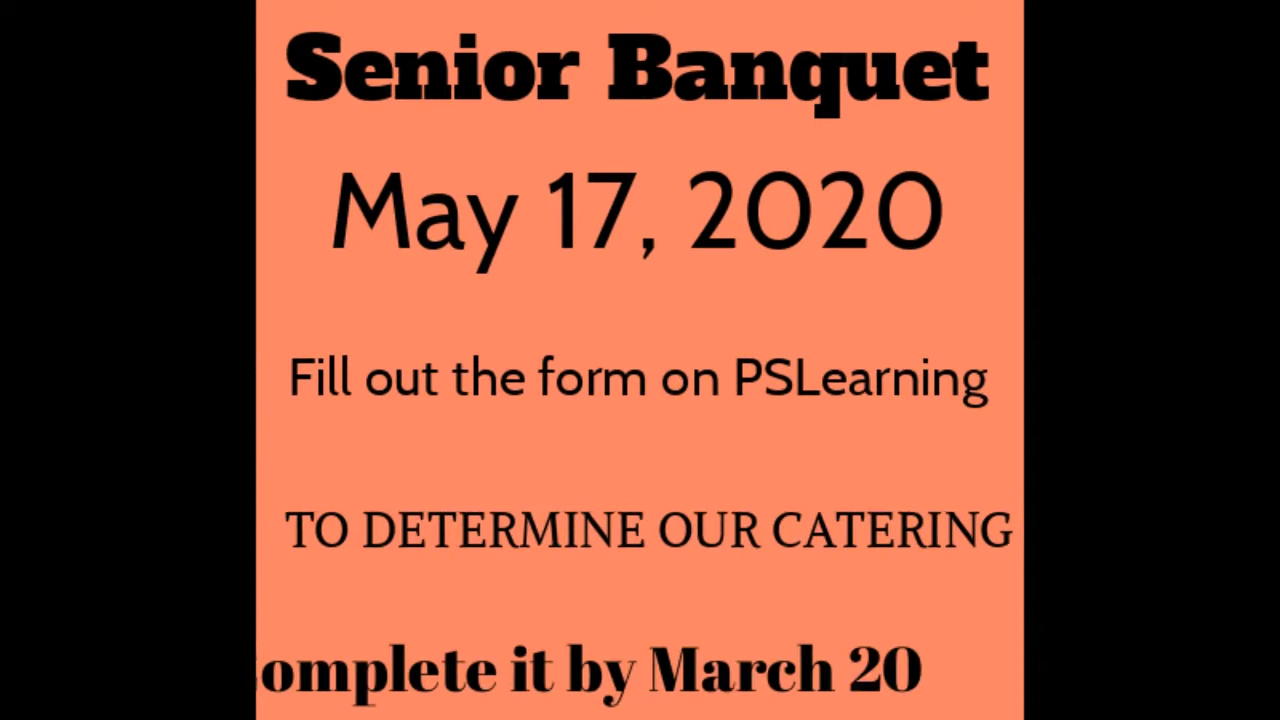 Senior Banquet
May 17, 2020
Fill out the form on PSLearning
TO DETERMINE OUR CATERING
omplete it by March 20